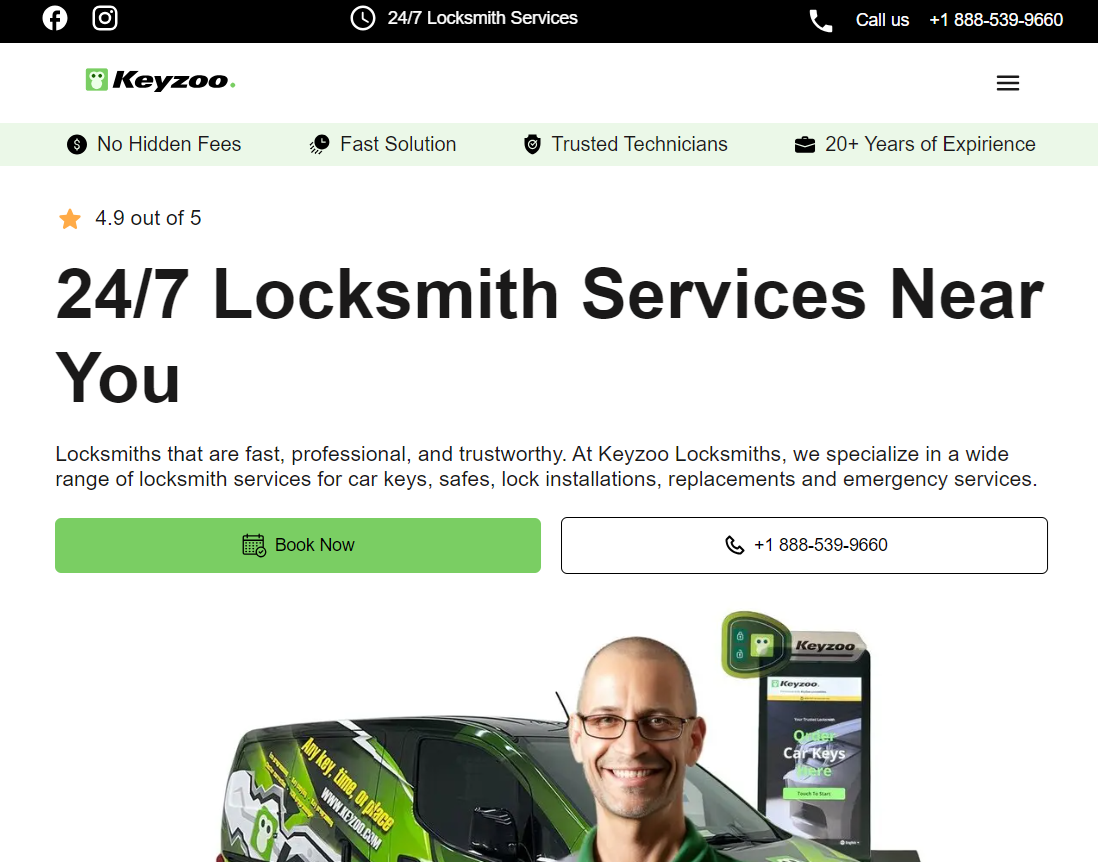 24/7 Locksmith Services
Call us +1 888-539-9660
Keyzoo.
No Hidden Fees
Fast Solution
Trusted Technicians
20+ Years of Expirience
4.9 out of 5
24/7 Locksmith Services Near
You
Locksmiths that are fast, professional, and trustworthy. At Keyzoo Locksmiths, we specialize in a wide
range of locksmith services for car keys, safes, lock installations, replacements and emergency services.
Book Now
+1 888-539-9660
Keyzoo
Keyzoo.
Your Trusted Locksmith
Order
Car Keys
Here
Touch To Start
English
Any key, time, or place
WWW.KEYZOO.COM